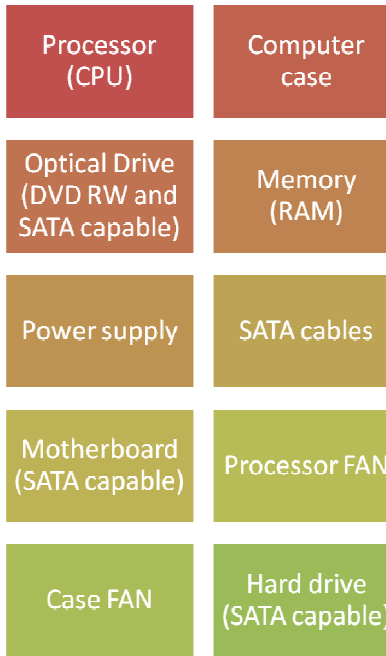 Processor
(CPU)
Computer
case
Optical Drive
(DVD RW and
SATA capable)
Memory
(RAM)
Power supply
SATA cables
Motherboard
(SATA capable)
Processor FAN
Case FAN
Hard drive
(SATA capable)